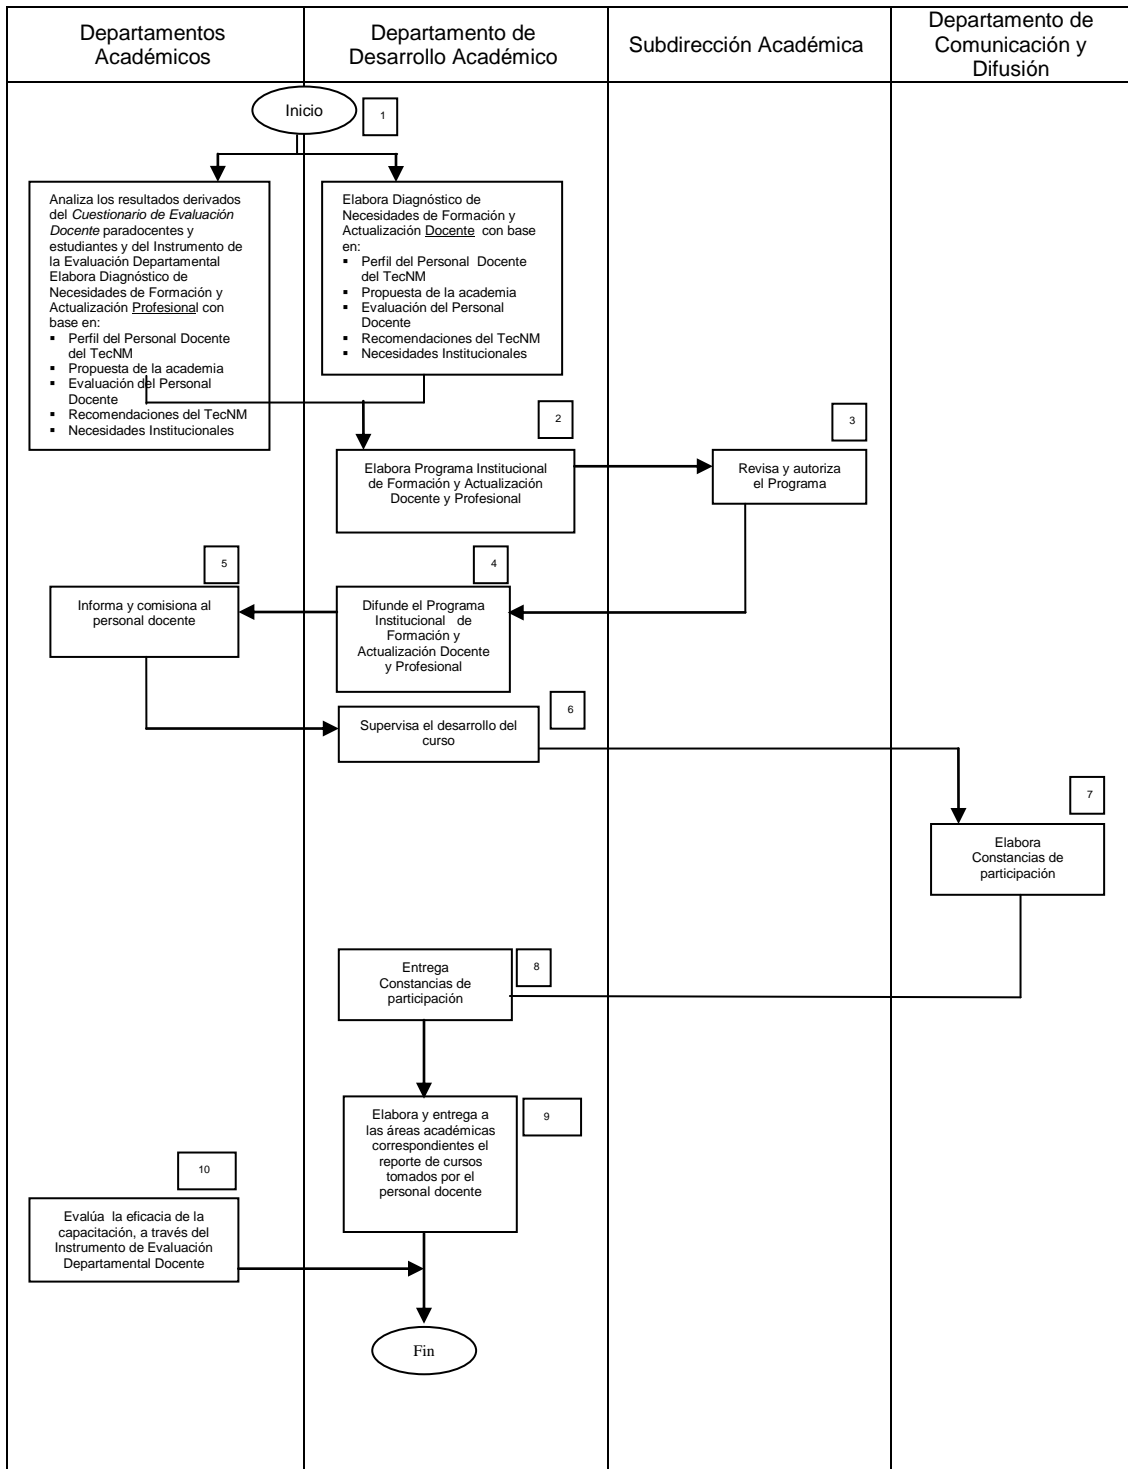 Departamentos
Académicos
Departamento de
Desarrollo Académico
Subdirección Académica
Departamento de
Comunicación y
Difusión
Inicio
1
Analiza los resultados derivados
del Cuestionario de Evaluación
Docente paradocentes y
estudiantes y del Instrumento de
la Evaluación Departamental
Elabora Diagnóstico de
Necesidades de Formación y
Actualización Profesional con
base en:
▪ Perfil del Personal Docente
del TecNM
▪ Propuesta de la academia
▪ Evaluación del Personal
Docente
▪ Recomendaciones del TecNM
▪ Necesidades Institucionales
Elabora Diagnóstico de
Necesidades de Formación y
Actualización Docente con base
en:
▪ Perfil del Personal Docente
del TecNM
▪ Propuesta de la academia
▪ Evaluación del Personal
Docente
▪ Recomendaciones del TecNM
▪ Necesidades Institucionales
2
Elabora Programa Institucional
de Formación y Actualización
Docente y Profesional
3
Revisa y autoriza
el Programa
4
Difunde el Programa
Institucional de
Formación y
Actualización Docente
y Profesional
5
Informa y comisiona al
personal docente
6
Supervisa el desarrollo del
curso
7
Elabora
Constancias de
participación
8
Entrega
Constancias de
participación
9
Elabora y entrega a
las áreas académicas
correspondientes el
reporte de cursos
tomados por el
personal docente
10
Evalúa la eficacia de la
capacitación, a través del
Instrumento de Evaluación
Departamental Docente
Fin